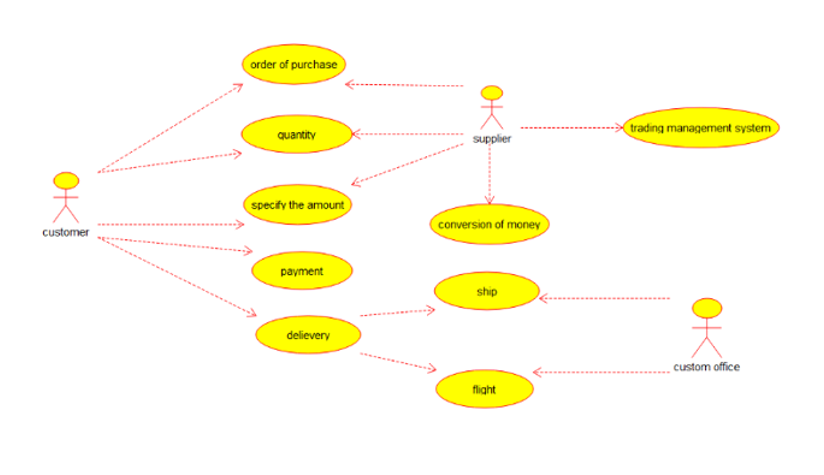 order of purchase
supplier
quantity
trading management system
customer
specify the amount
conversion of money
payment
ship
delievery
custom office
flight